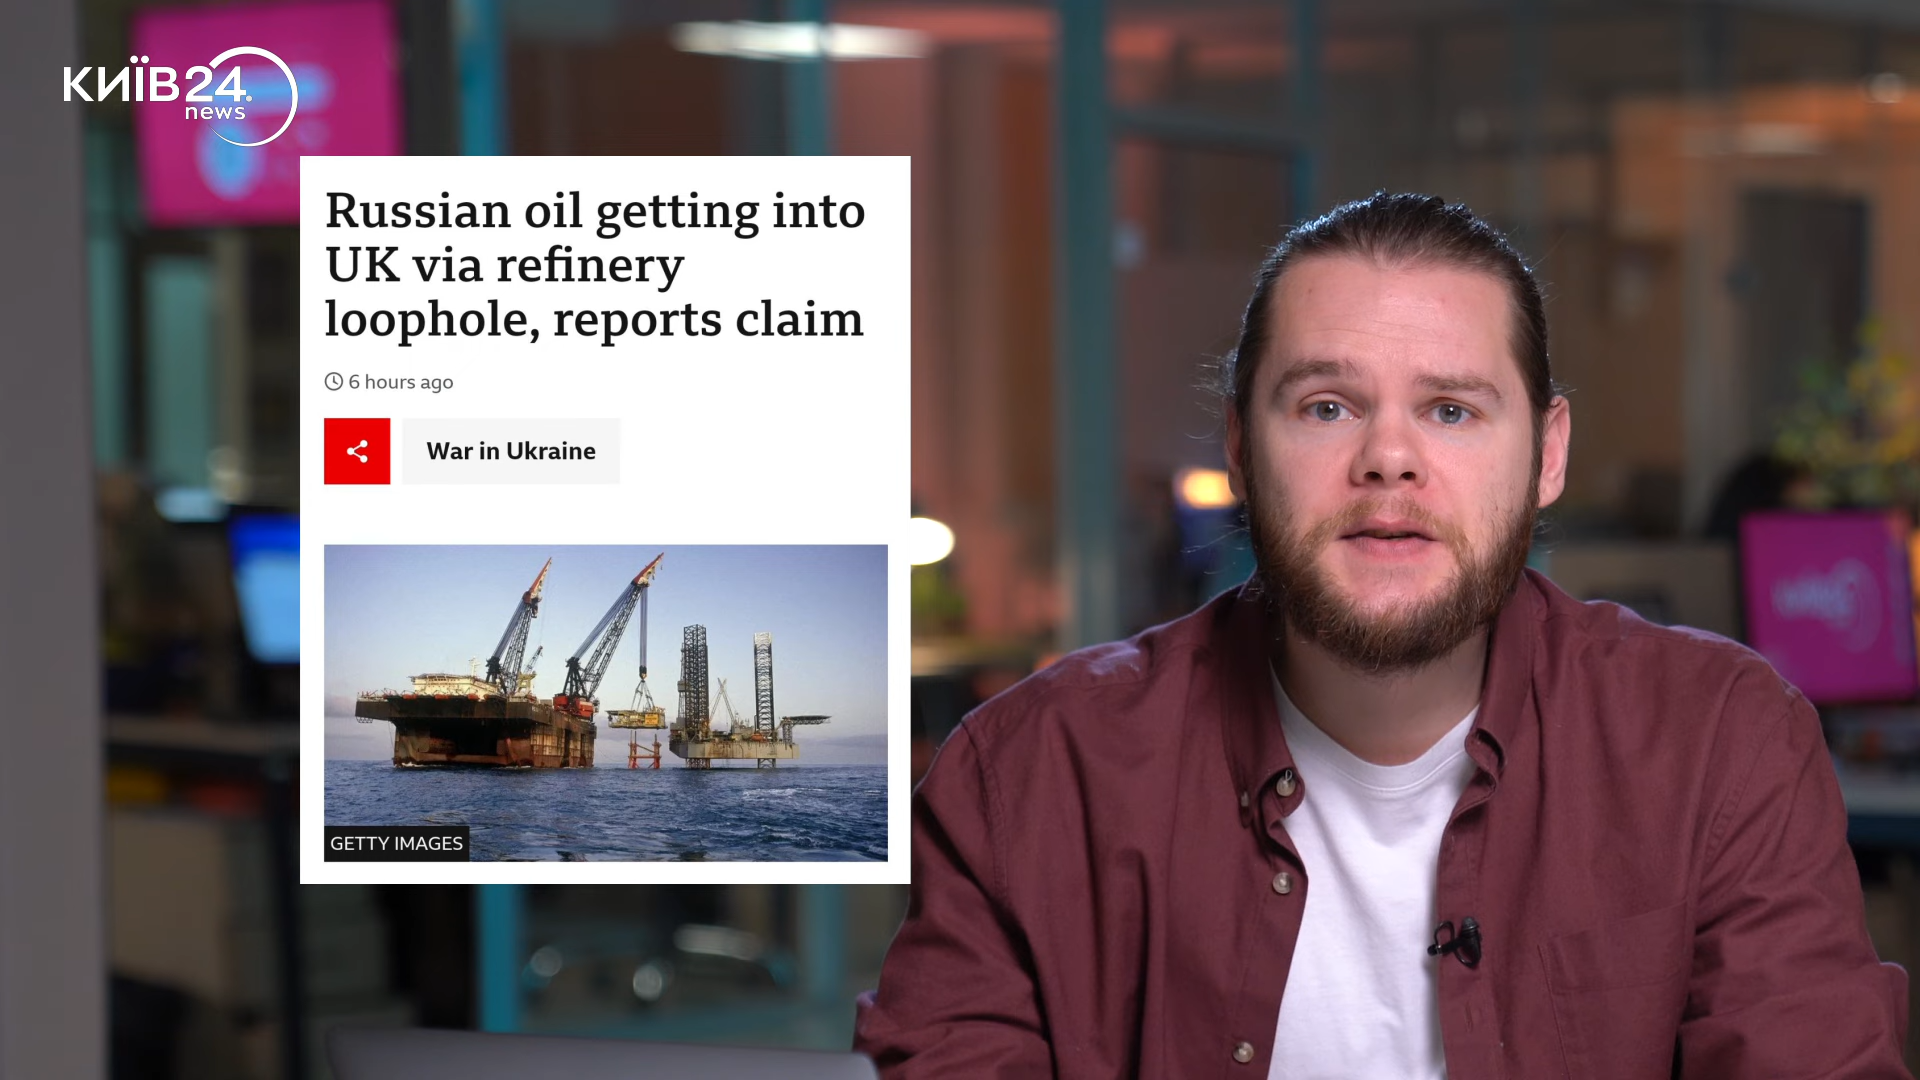 КИЇВ24.
news
Russian oil getting into
UK via refinery
loophole, reports claim
6 hours ago
War in Ukraine
GETTY IMAGES